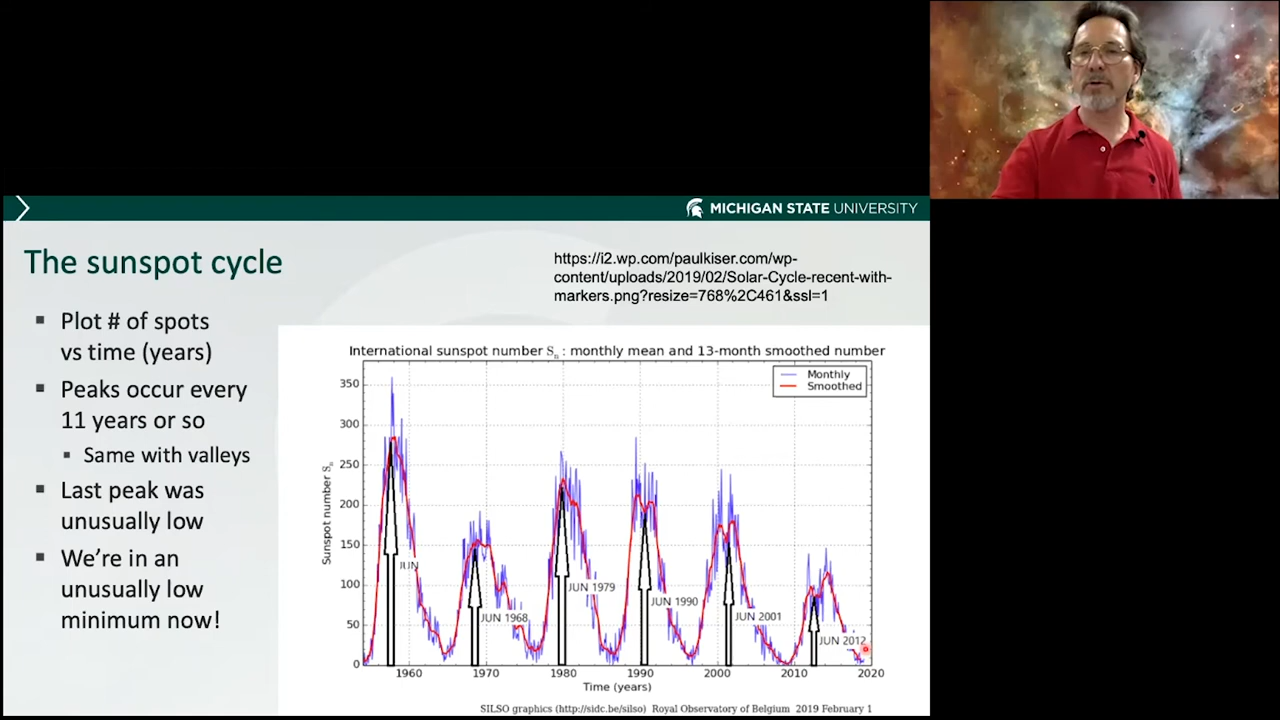 MICHIGAN STATE UNIVERSITY
The sunspot cycle
https://i2.wp.com/paulkiser.com/wp-
content/uploads/2019/02/Solar-Cycle-recent-with-
markers.png?resize=768%2C461&ssl=1
▪ Plot # of spots
vs time (years)
▪ Peaks occur every
11 years or so
▪ Same with valleys
▪ Last peak was
unusually low
▪ We're in an
unusually low
minimum now!
International sunspot number Sn : monthly mean and 13-month smoothed number
Monthly
Smoothed
Sunspot number Sn
350
300
250
200
150
100
50
0
JUN
JUN 1968
JUN 1979
JUN 1990
JUN 2001
JUN 2012
1960 1970 1980 1990 2000 2010 2020
Time (years)
SILSO graphics (http://sidc.be/silso) Royal Observatory of Belgium 2019 February 1